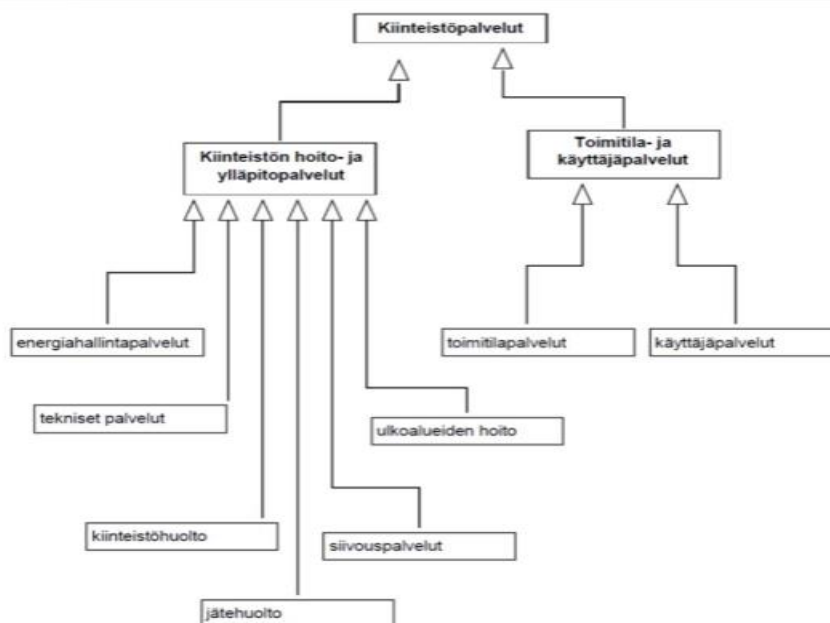 Kiinteistöpalvelut
Kiinteistön hoito- ja
ylläpitopalvelut
Toimitila- ja
käyttäjäpalvelut
energiahallintapalvelut
toimitilapalvelut
käyttäjäpalvelut
tekniset palvelut
ulkoalueiden hoito
kiinteistöhuolto
siivouspalvelut
jätehuolto